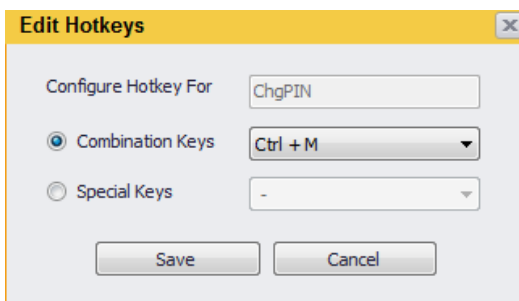 Edit Hotkeys
Configure Hotkey For ChgPIN
Combination Keys Ctrl + M
Special Keys -
Save Cancel